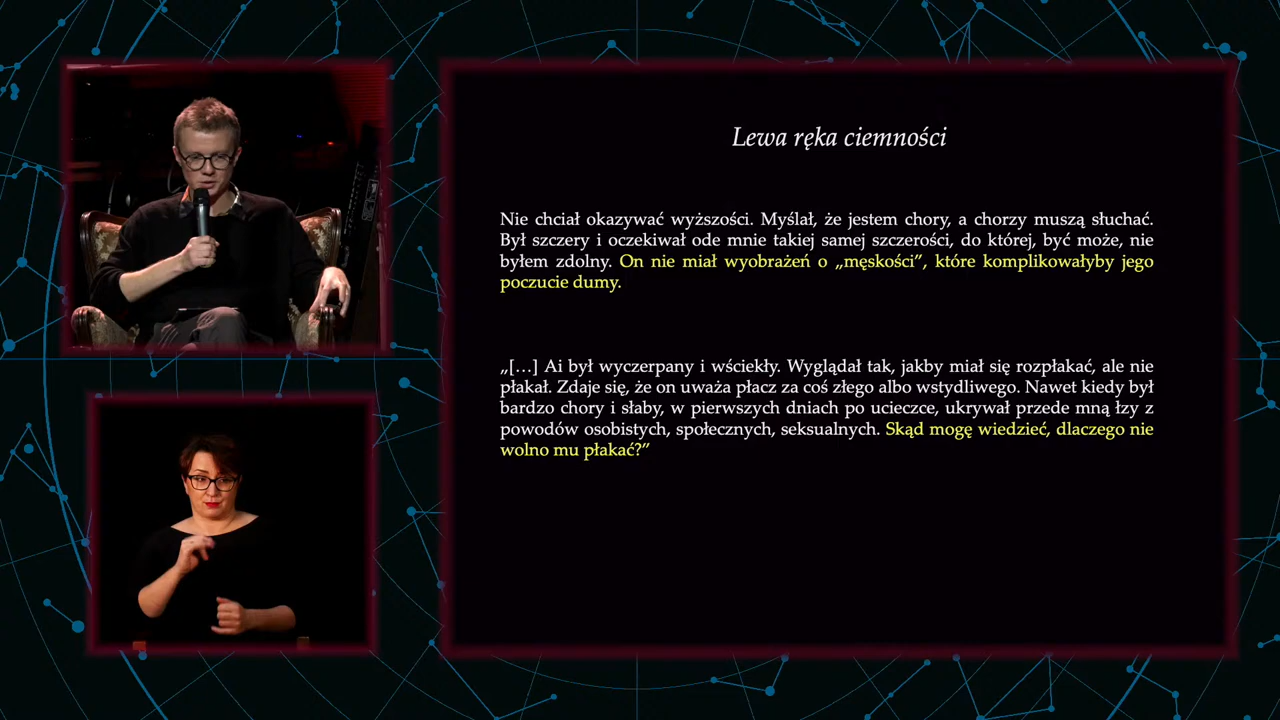 Lewa ręka ciemności
Nie chciał okazywać wyższości. Myślał, że jestem chory, a chorzy muszą słuchać.
Był szczery i oczekiwał ode mnie takiej samej szczerości, do której, być może, nie
byłem zdolny. On nie miał wyobrażeń o „męskości”, które komplikowałyby jego
poczucie dumy.
„[…] Ai był wyczerpany i wściekły. Wyglądał tak, jakby miał się rozpłakać, ale nie
płakał. Zdaje się, że on uważa płacz za coś złego albo wstydliwego. Nawet kiedy był
bardzo chory i słaby, w pierwszych dniach po ucieczce, ukrywał przede mną łzy z
powodów osobistych, społecznych, seksualnych. Skąd mogę wiedzieć, dlaczego nie
wolno mu płakać?”